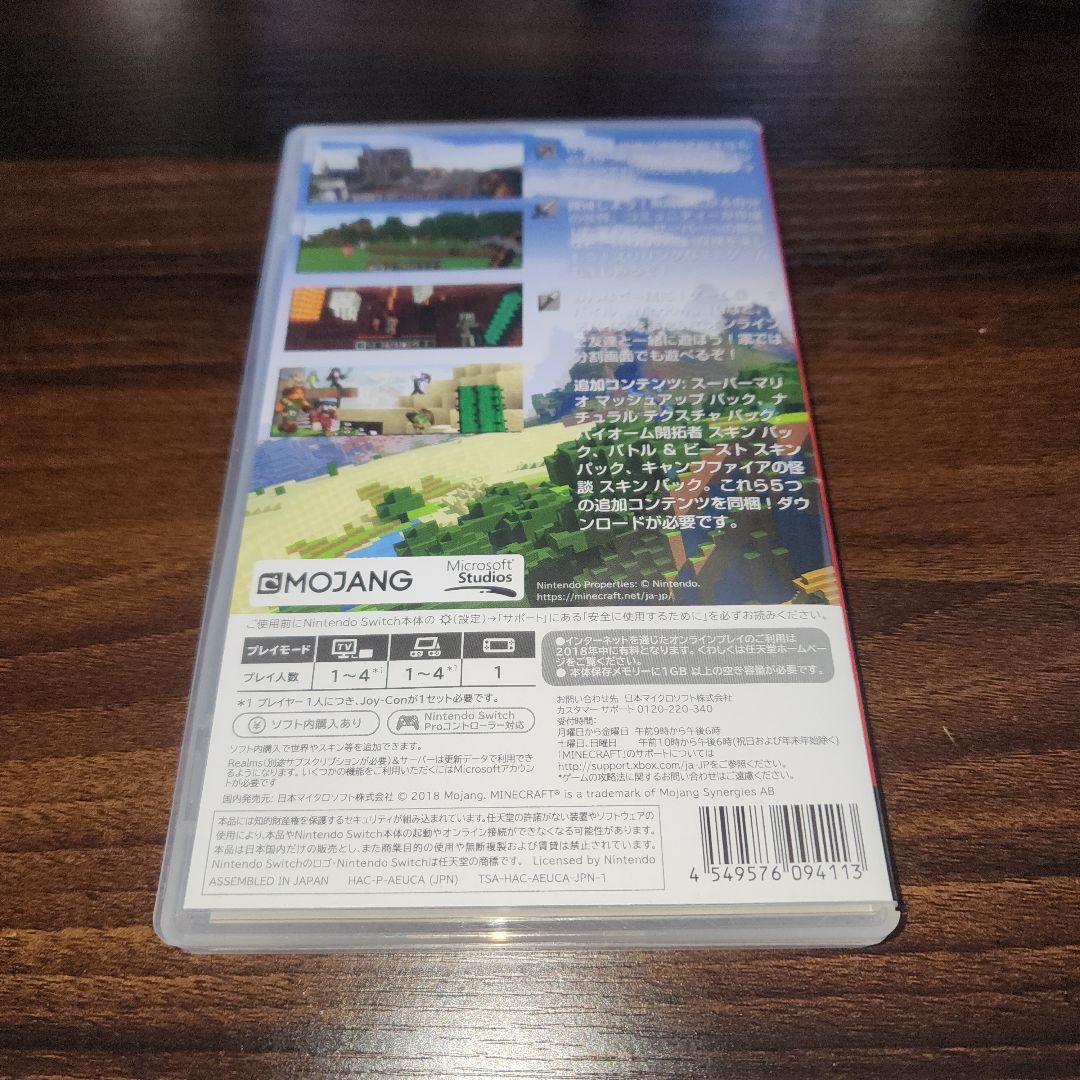 ンライン
で友達と一緒に遊ぼう！家では
分割画面でも遊べるぞ！
追加コンテンツ: スーパーマリ
オ マッシュアップ パック、ナ
チュラル テクスチャ パック、
バイオーム開拓者 スキン パッ
ク、バトル & ビースト スキン
パック、キャンプファイアの怪
談 スキン パック。これら5つ
の追加コンテンツを同梱！ダウ
ンロードが必要です。
MOJANG
Microsoft
Studios
Nintendo Properties: © Nintendo.
https://minecraft.net/ja-jp/
ご使用前にNintendo Switch本体の (設定)→「サポート」にある「安全に使用するために」を必ずお読みください。
プレイモード TV
プレイ人数 1～4*1 1～4*1 1
*1 プレイヤー1人につき、Joy-Conが1セット必要です。
¥ ソフト内購入あり
Nintendo Switch
Proコントローラー対応
ソフト内購入で世界やスキン等を追加できます。
Realms(別途サブスクリプションが必要)&サーバーは更新データで利用でき
るようになります。いくつかの機能をご利用いただくにはMicrosoftアカウン
トが必要です
●インターネットを通じたオンラインプレイのご利用は
2018年中に有料となります。くわしくは任天堂ホームペー
ジをご覧ください。
●本体保存メモリーに1GB 以上の空き容量が必要です。
お問い合わせ先 日本マイクロソフト株式会社
カスタマー サポート 0120-220-340
受付時間:
月曜日から金曜日 午前9時から午後6時
土曜日、日曜日 午前10時から午後6時(祝日および年末年始除く)
「MINECRAFT」のサポートについては
http://support.xbox.com/ja-JPをご参照ください。
*ゲームの攻略法に関するお問い合わせはご遠慮ください。
国内発売元: 日本マイクロソフト株式会社 © 2018 Mojang. MINECRAFT® is a trademark of Mojang Synergies AB
本品には知的財産権を保護するセキュリティが組み込まれています。任天堂の許諾がない装置やソフトウェアの
使用により、本品やNintendo Switch本体の起動やオンライン接続ができなくなる可能性があります。
本品は日本国内だけの販売とし、また商業目的の使用や無断複製および賃貸は禁止します。
Nintendo Switchのロゴ・Nintendo Switchは任天堂の商標です。 Licensed by Nintendo
ASSEMBLED IN JAPAN HAC-P-AEUCA (JPN) TSA-HAC-AEUCA-JPN-1
4 549576 094113